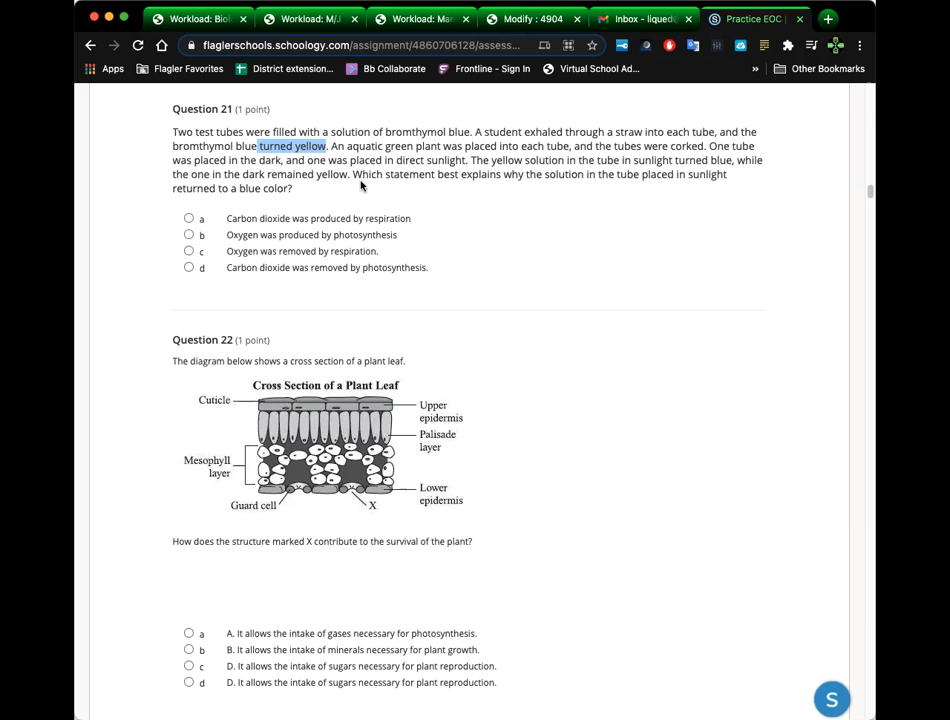 Workload: Biol
Workload: M/J
Workload: Mar
Modify : 4904
Inbox - liqued
Practice EOC
flaglerschools.schoology.com/assignment/4860706128/assess...
Apps
Flagler Favorites
District extension...
Bb Collaborate
Frontline - Sign In
Virtual School Ad...
»
Other Bookmarks
Question 21 (1 point)
Two test tubes were filled with a solution of bromthymol blue. A student exhaled through a straw into each tube, and the
bromthymol blue turned yellow. An aquatic green plant was placed into each tube, and the tubes were corked. One tube
was placed in the dark, and one was placed in direct sunlight. The yellow solution in the tube in sunlight turned blue, while
the one in the dark remained yellow. Which statement best explains why the solution in the tube placed in sunlight
returned to a blue color?
a Carbon dioxide was produced by respiration
b Oxygen was produced by photosynthesis
c Oxygen was removed by respiration.
d Carbon dioxide was removed by photosynthesis.
Question 22 (1 point)
The diagram below shows a cross section of a plant leaf.
Cross Section of a Plant Leaf
Cuticle
Upper
epidermis
Palisade
layer
Mesophyll
layer
Lower
epidermis
Guard cell
X
How does the structure marked X contribute to the survival of the plant?
a A. It allows the intake of gases necessary for photosynthesis.
b B. It allows the intake of minerals necessary for plant growth.
c D. It allows the intake of sugars necessary for plant reproduction.
d D. It allows the intake of sugars necessary for plant reproduction.
S